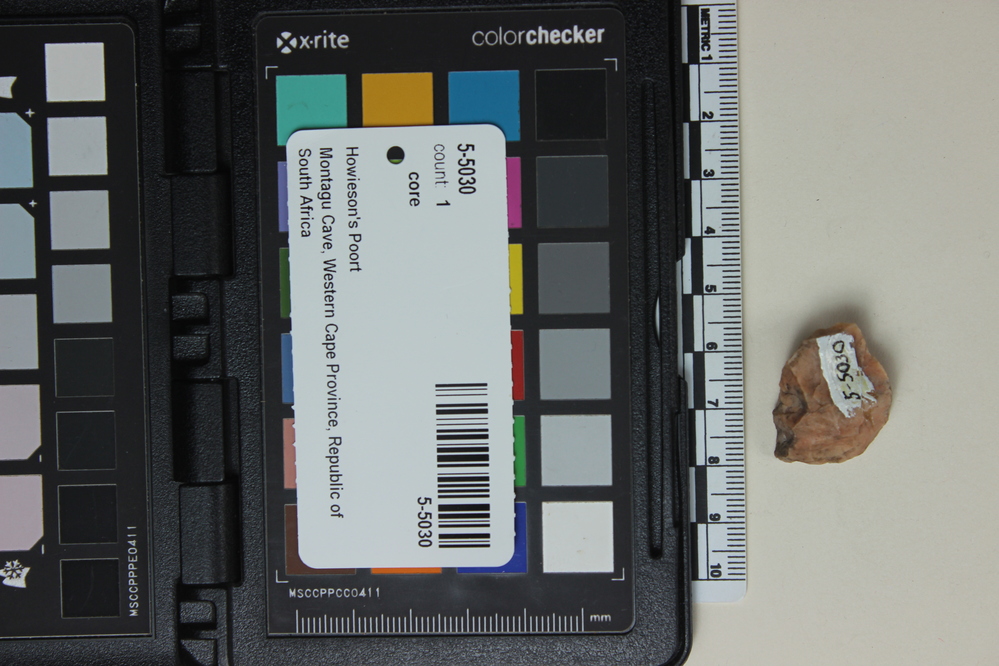 x·rite
colorchecker
5-5030
count: 1
core
Howieson's Poort
Montagu Cave, Western Cape Province, Republic of
South Africa
5-5030
MSCCPPCC0411
mm
MSCCPPPE0411
METRIC 1
2
3
4
5
6
7
8
9
10
5-5030